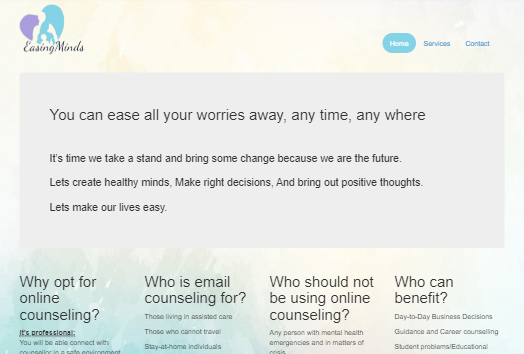 EasingMinds
Home Services Contact
You can ease all your worries away, any time, any where
It's time we take a stand and bring some change because we are the future.
Lets create healthy minds, Make right decisions, And bring out positive thoughts.
Lets make our lives easy.
Why opt for
online
counseling?
It's professional:
You will be able connect with
counsellor in a safe environment
Who is email
counseling for?
Those living in assisted care
Those who cannot travel
Stay-at-home individuals
Who should not
be using online
counseling?
Any person with mental health
emergencies and in matters of
crisis
Who can
benefit?
Day-to-Day Business Decisions
Guidance and Career counselling
Student problems/Educational